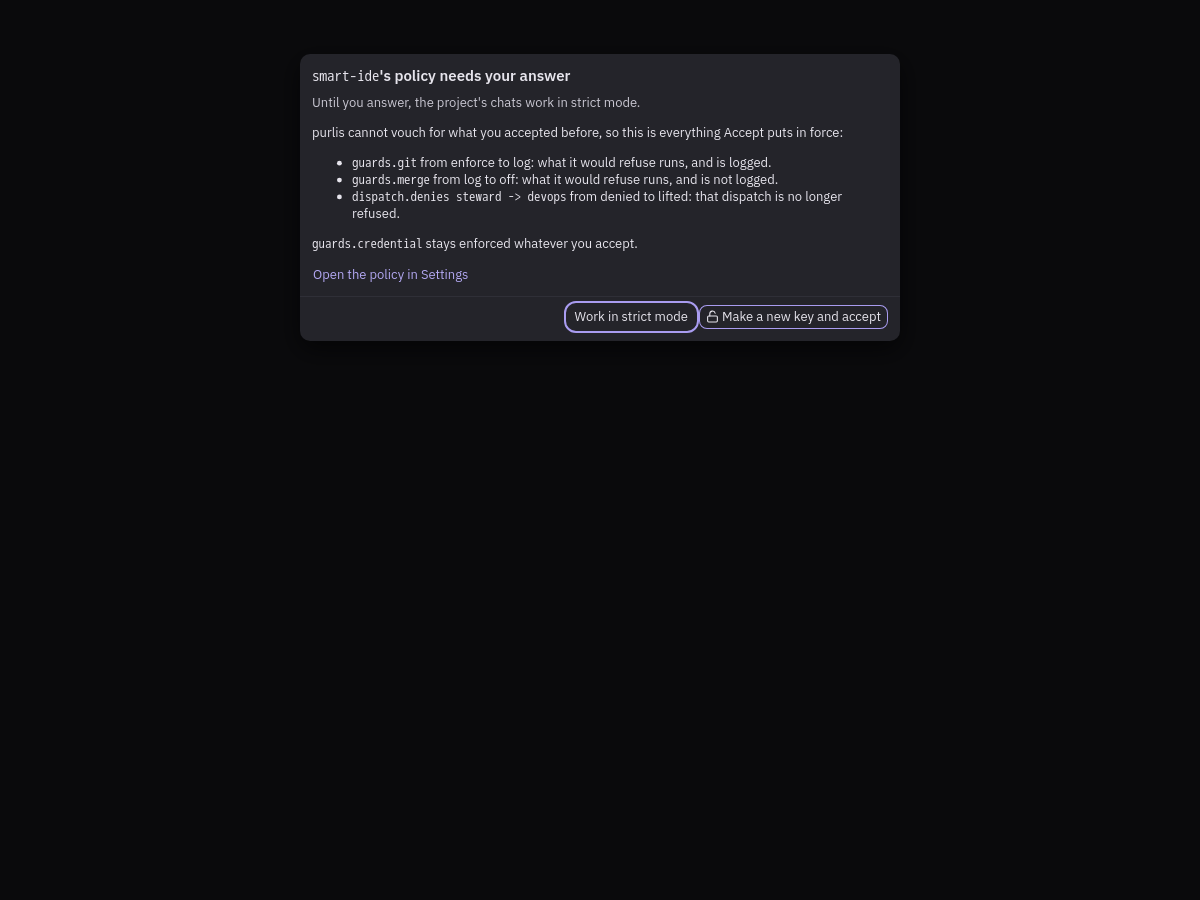 smart-ide's policy needs your answer
Until you answer, the project's chats work in strict mode.
purlis cannot vouch for what you accepted before, so this is everything Accept puts in force:
• guards.git from enforce to log: what it would refuse runs, and is logged.
• guards.merge from log to off: what it would refuse runs, and is not logged.
• dispatch.denies steward -> devops from denied to lifted: that dispatch is no longer
refused.
guards.credential stays enforced whatever you accept.
Open the policy in Settings
Work in strict mode
Make a new key and accept